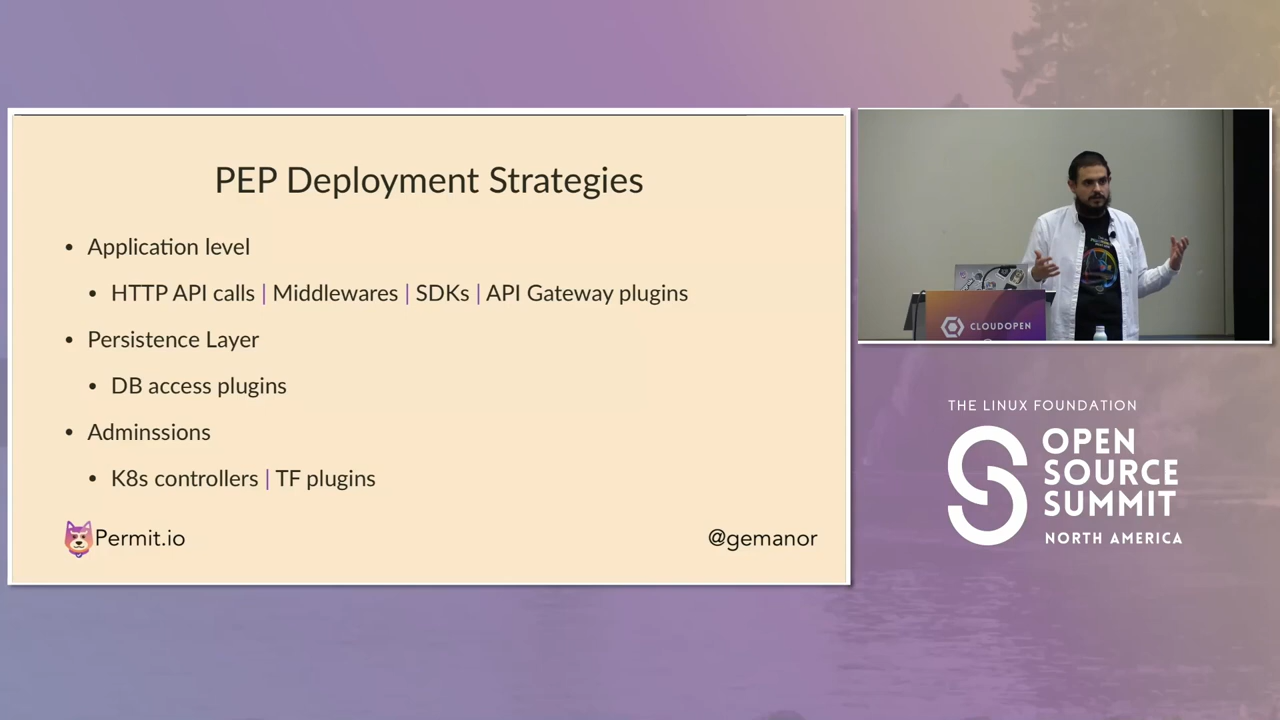 PEP Deployment Strategies
• Application level
• HTTP API calls | Middlewares | SDKs | API Gateway plugins
• Persistence Layer
• DB access plugins
• Adminssions
• K8s controllers | TF plugins
Permit.io
@gemanor
CLOUDOPEN
THE LINUX FOUNDATION
OPEN
SOURCE
SUMMIT
NORTH AMERICA